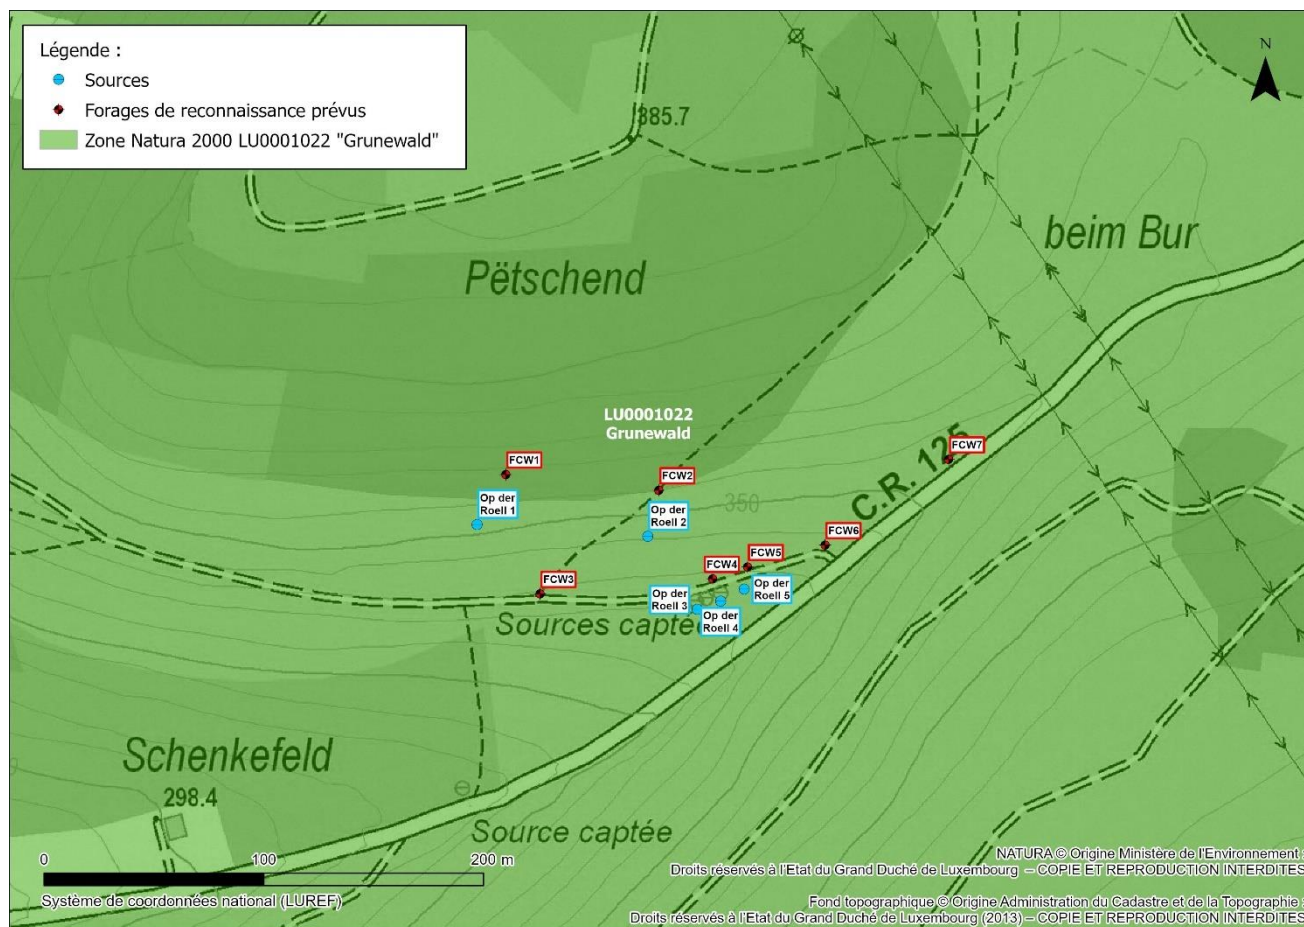 Légende :
Sources
Forages de reconnaissance prévus
Zone Natura 2000 LU0001022 "Grunewald"
N
385.7
beim Bur
Pëtschend
LU0001022
Grunewald
C.R. 125
FCW7
FCW1
FCW2
Op der
Roell 1
Op der
Roell 2
350
FCW6
FCW5
FCW4
FCW3
Op der
Roell 3
Op der
Roell 5
Op der
Roell 4
Sources captée
Schenkefeld
298.4
Source captée
0 100 200 m
Système de coordonnées national (LUREF)
NATURA © Origine Ministère de l'Environnement :
Droits réservés à l'Etat du Grand Duché de Luxembourg – COPIE ET REPRODUCTION INTERDITES
Fond topographique © Origine Administration du Cadastre et de la Topographie :
Droits réservés à l'Etat du Grand Duché de Luxembourg (2013) – COPIE ET REPRODUCTION INTERDITES